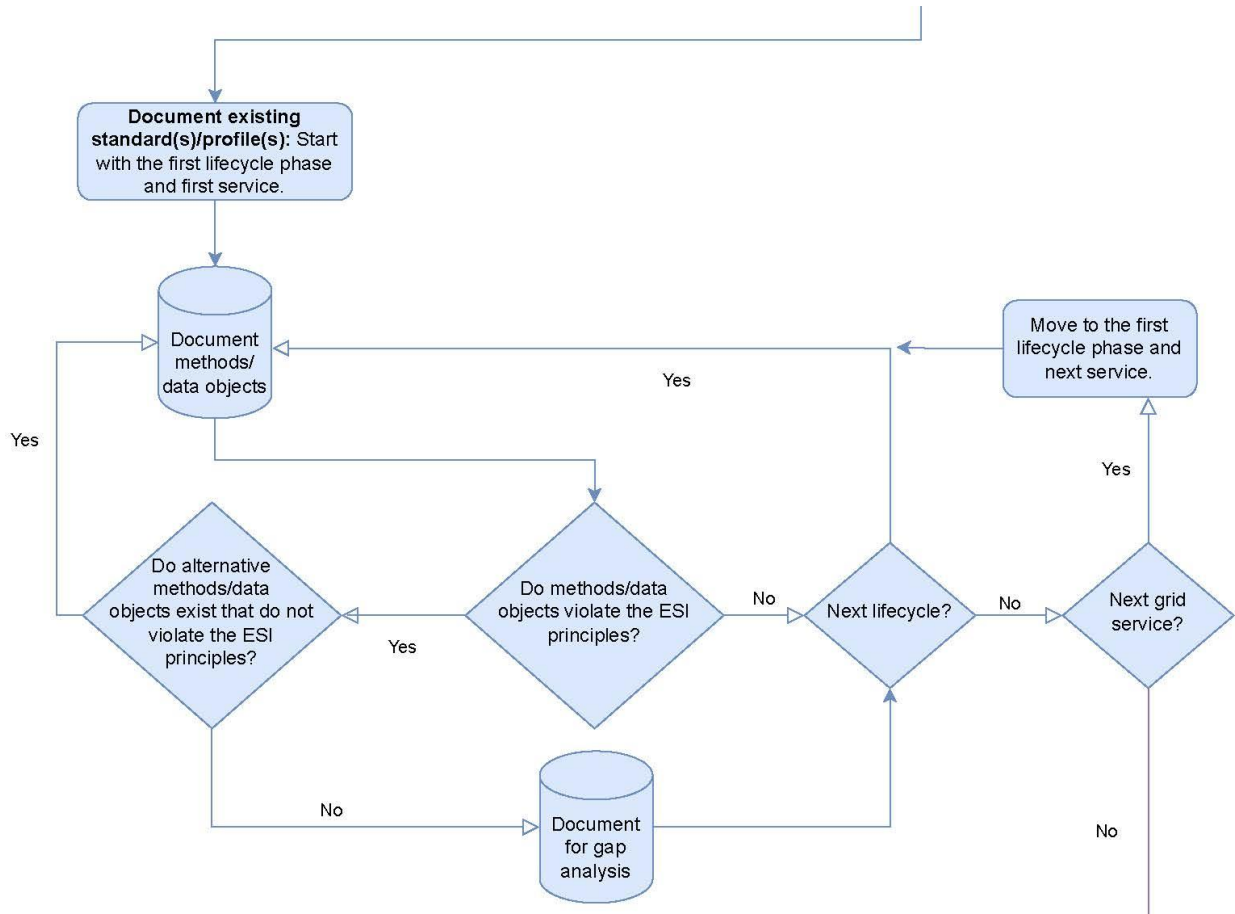 Document existing
standard(s)/profile(s): Start
with the first lifecycle phase
and first service.
Document
methods/
data objects
Move to the first
lifecycle phase and
next service.
Yes
Yes
Yes
Do alternative
methods/data
objects exist that do not
violate the ESI
principles?
Yes
Do methods/data
objects violate the ESI
principles?
No
Next lifecycle?
No
Next grid
service?
No
Document
for gap
analysis
No